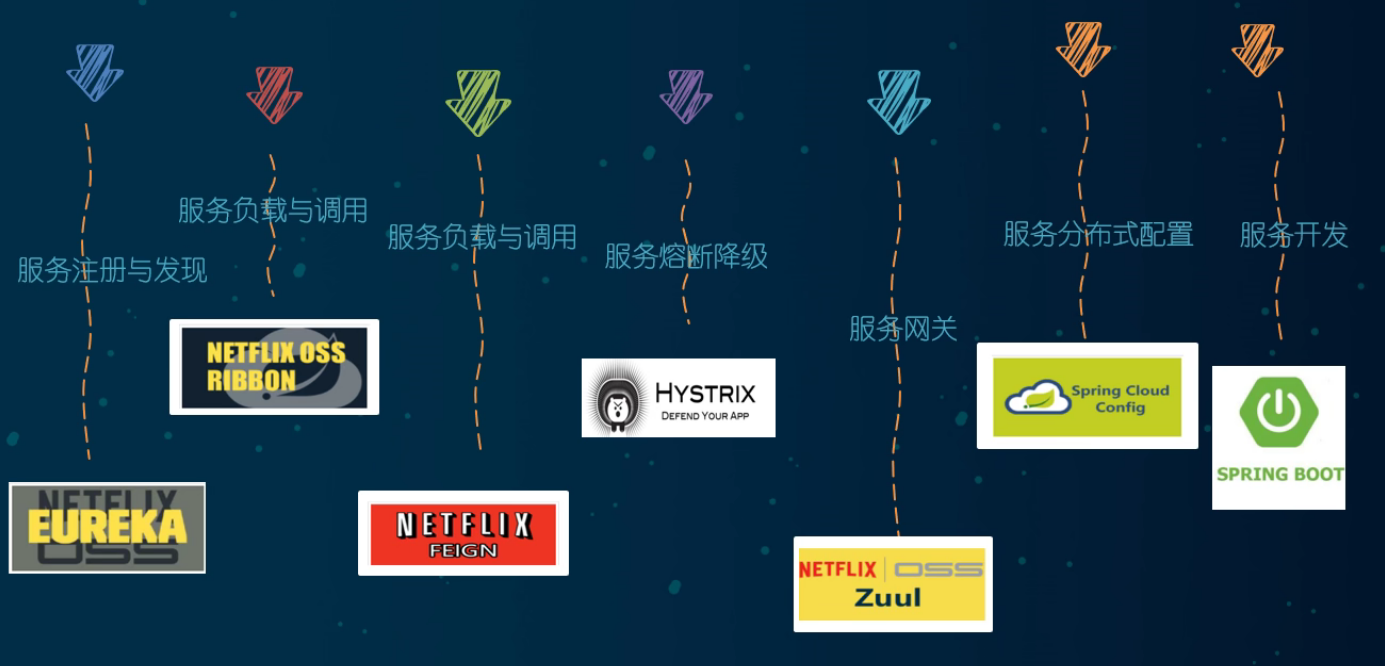 服务注册与发现
NETFLIX
EUREKA
OSS
服务负载与调用
NETFLIX OSS
RIBBON
服务负载与调用
NETFLIX
FEIGN
服务熔断降级
HYSTRIX
DEFEND YOUR APP
服务网关
NETFLIX OSS
Zuul
服务分布式配置
Spring Cloud
Config
服务开发
SPRING BOOT